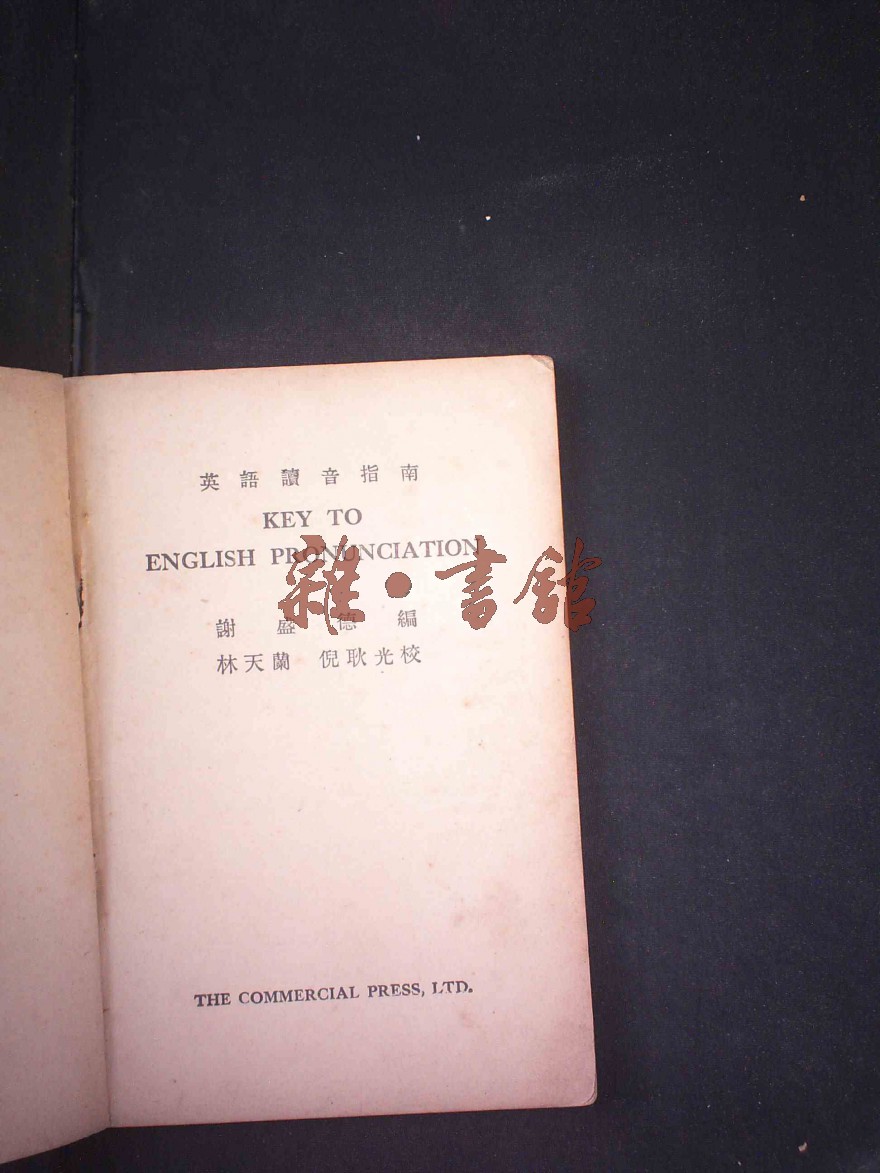 英語讀音指南
KEY TO
ENGLISH PRONUNCIATION
雜·書館
謝盛德編
林天蘭 倪耿光校
THE COMMERCIAL PRESS, LTD.